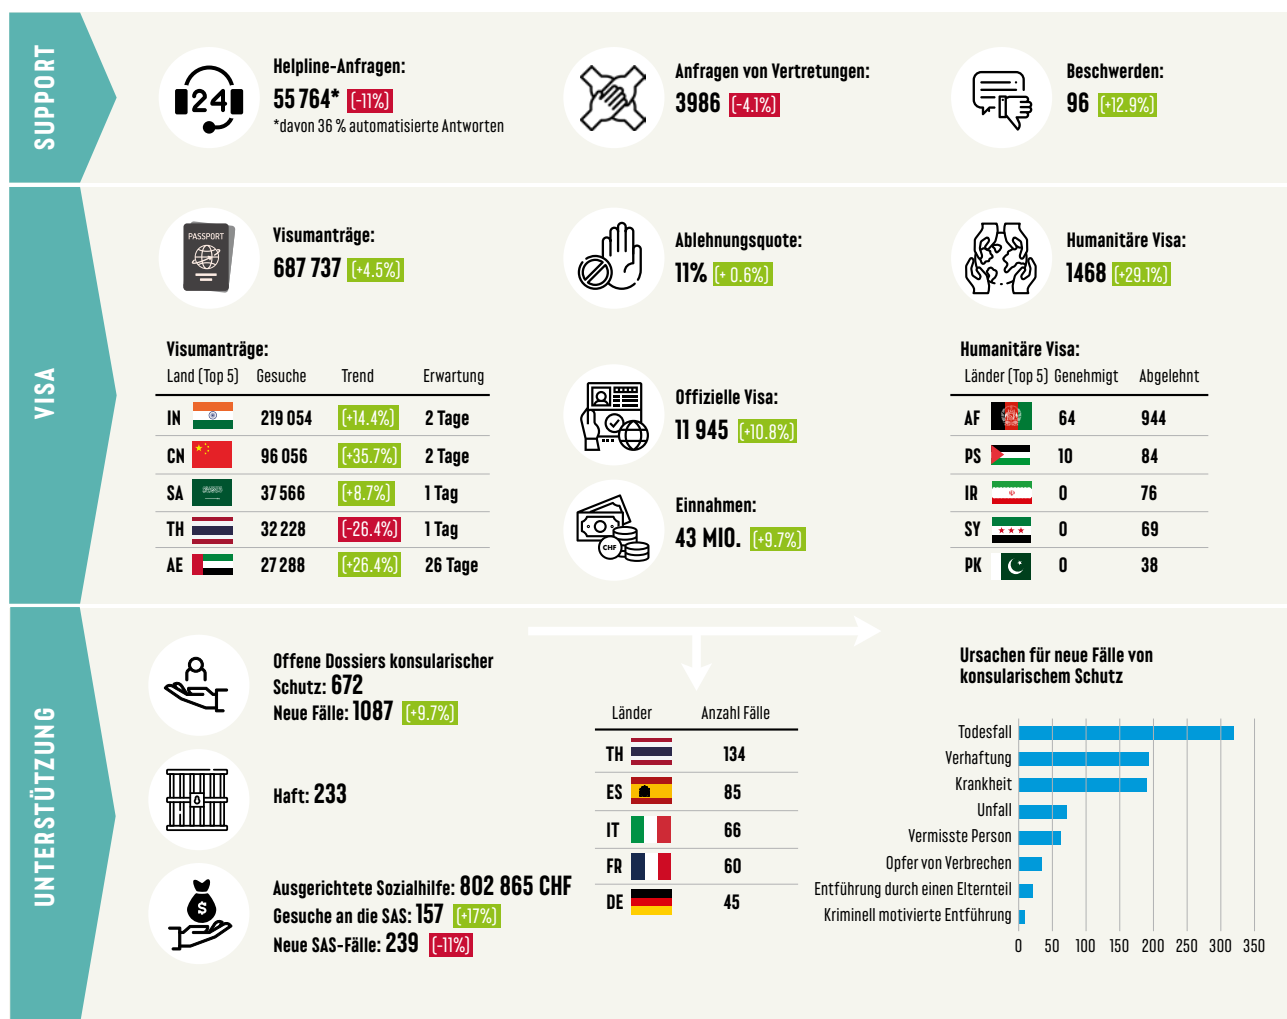 SUPPORT
24
Helpline-Anfragen:
55 764* (-11%)
*davon 36 % automatisierte Antworten
Anfragen von Vertretungen:
3986 (-4.1%)
Beschwerden:
96 (+12.9%)
VISA
PASSPORT
Visumanträge:
687 737 (+4.5%)
Ablehnungsquote:
11% (+ 0.6%)
Humanitäre Visa:
1468 (+29.1%)
Visumanträge:
Land (Top 5) Gesuche Trend Erwartung
IN 219 054 (+14.4%) 2 Tage
CN 96 056 (+35.7%) 2 Tage
SA 37 566 (+8.7%) 1 Tag
TH 32 228 (-26.4%) 1 Tag
AE 27 288 (+26.4%) 26 Tage
Offizielle Visa:
11 945 (+10.8%)
CHF
Einnahmen:
43 MIO. (+9.7%)
Humanitäre Visa:
Länder (Top 5) Genehmigt Abgelehnt
AF 64 944
PS 10 84
IR 0 76
SY 0 69
PK 0 38
UNTERSTÜTZUNG
Offene Dossiers konsularischer
Schutz: 672
Neue Fälle: 1087 (+9.7%)
Haft: 233
$
Ausgerichtete Sozialhilfe: 802 865 CHF
Gesuche an die SAS: 157 (+17%)
Neue SAS-Fälle: 239 (-11%)
Länder Anzahl Fälle
TH 134
ES 85
IT 66
FR 60
DE 45
Ursachen für neue Fälle von
konsularischem Schutz
Todesfall
Verhaftung
Krankheit
Unfall
Vermisste Person
Opfer von Verbrechen
Entführung durch einen Elternteil
Kriminell motivierte Entführung
0 50 100 150 200 250 300 350